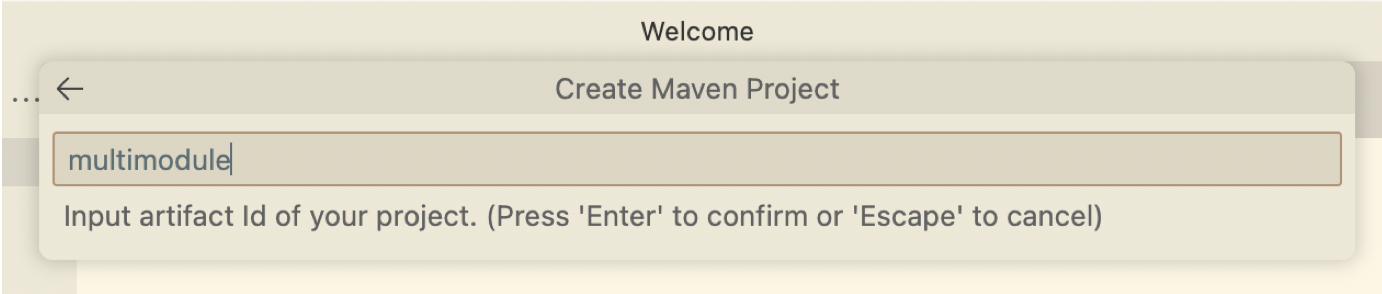 Welcome
...
Create Maven Project
multimodule
Input artifact Id of your project. (Press 'Enter' to confirm or 'Escape' to cancel)